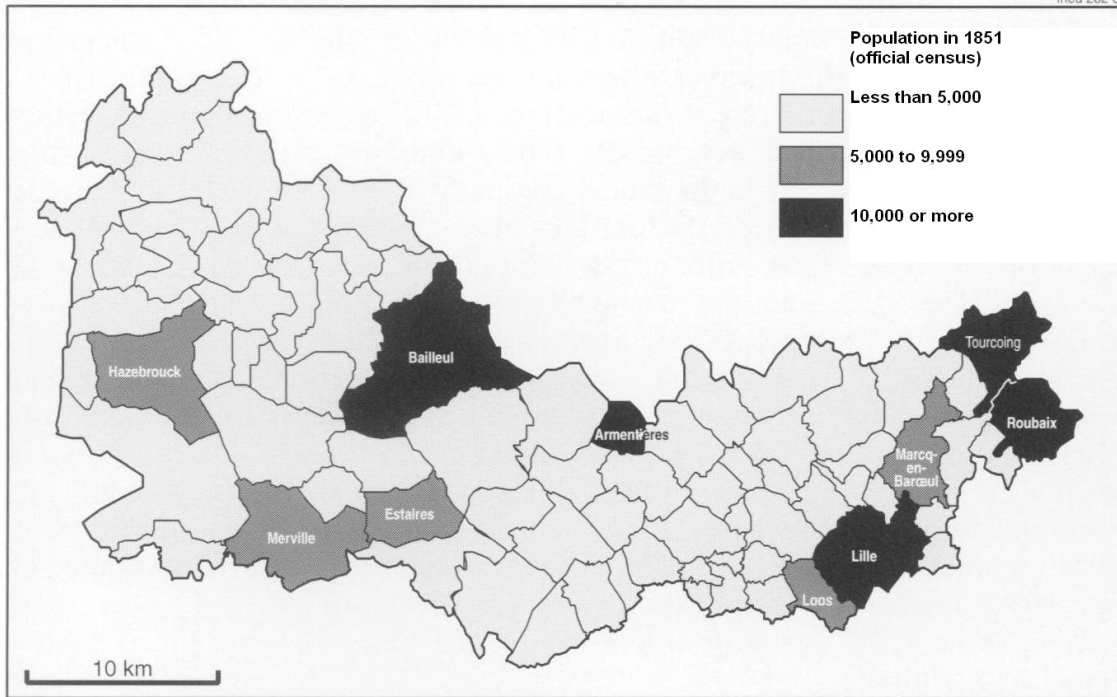 Population in 1851
(official census)
Less than 5,000
5,000 to 9,999
10,000 or more
Tourcoing
Bailleul
Hazebrouck
Roubaix
Armentières
Marcq-
en-
Barœul
Estaires
Merville
Lille
Loos
10 km